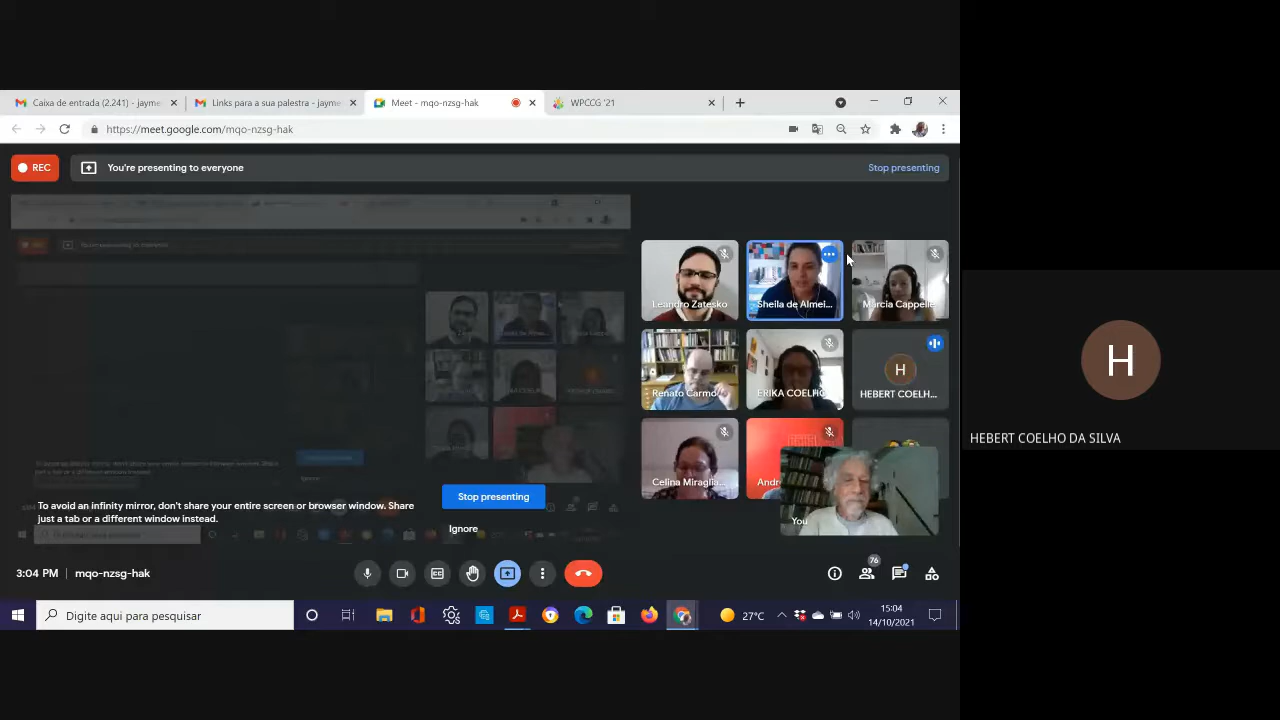 Caixa de entrada (2.241) - jayme
Links para a sua palestra - jayme
Meet - mqo-nzsg-hak
WPCCG '21
https://meet.google.com/mqo-nzsg-hak
REC
You're presenting to everyone
Stop presenting
Leandro Zatesko
Sheila de Almei...
Marcia Cappelle
Renato Carmo
ERIKA COELHO
H
HEBERT COELH...
Celina Miraglia...
André
You
To avoid an infinity mirror, don't share your entire screen or browser window. Share
just a tab or a different window instead.
Stop presenting
Ignore
3:04 PM | mqo-nzsg-hak
CC
76
Digite aqui para pesquisar
27°C
15:04
14/10/2021
H
HEBERT COELHO DA SILVA